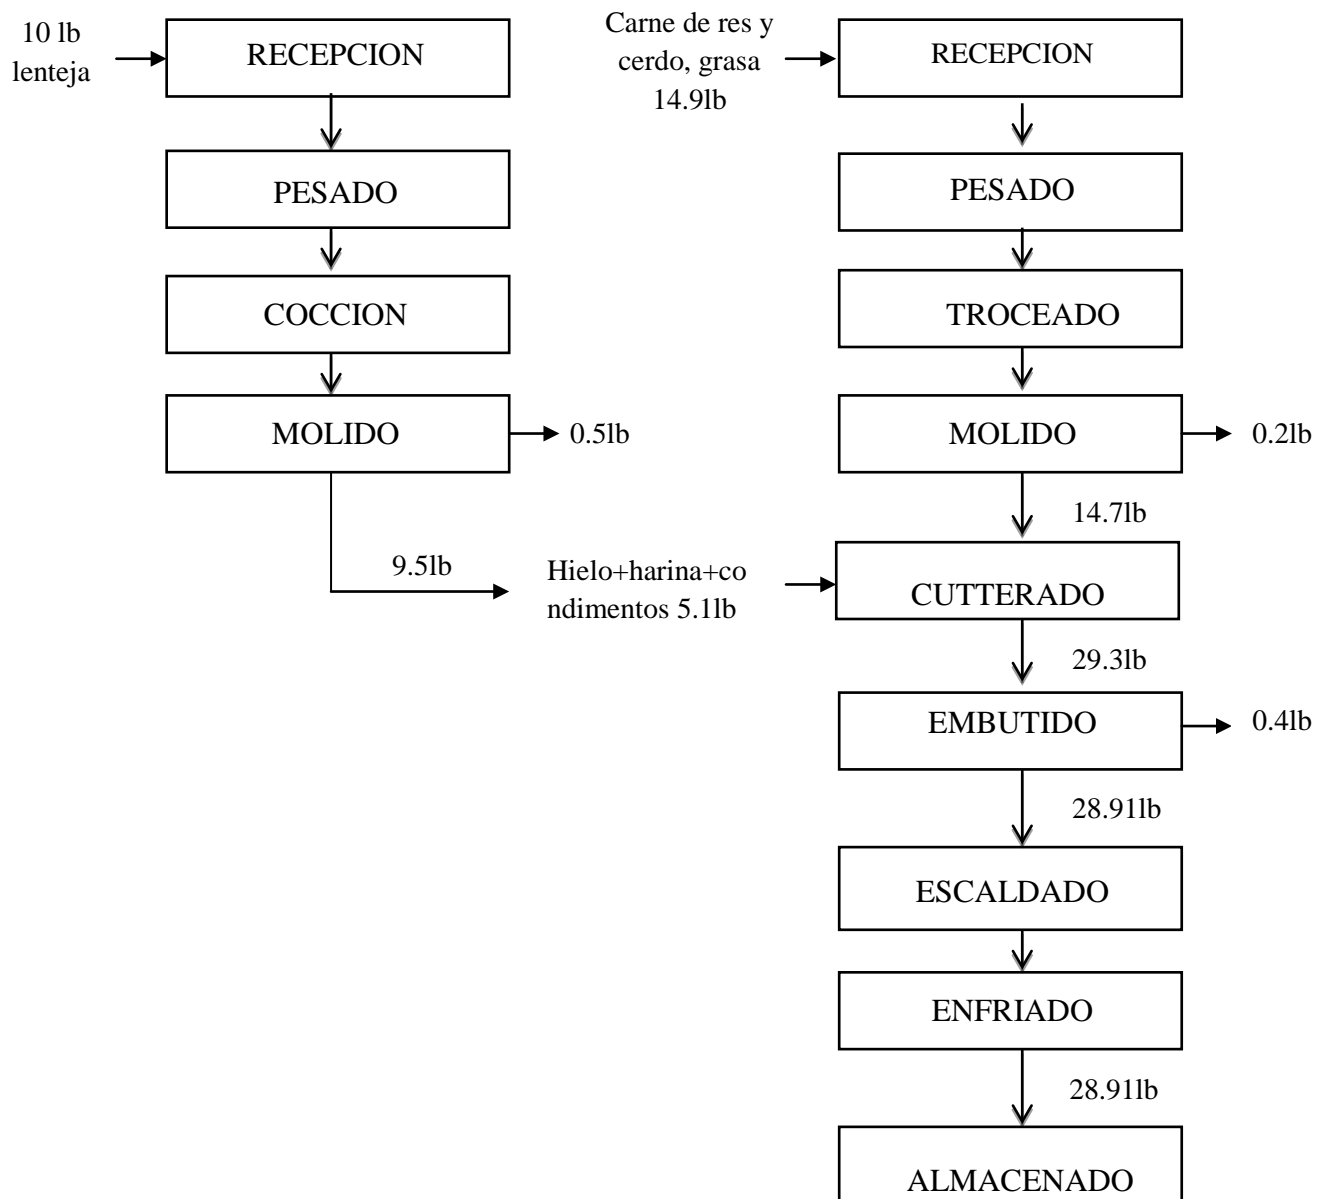 10 lb
lenteja
RECEPCION
PESADO
COCCION
MOLIDO
0.5lb
9.5lb
Carne de res y
cerdo, grasa
14.9lb
RECEPCION
PESADO
TROCEADO
MOLIDO
0.2lb
14.7lb
Hielo+harina+co
ndimentos 5.1lb
CUTTERADO
29.3lb
EMBUTIDO
0.4lb
28.91lb
ESCALDADO
ENFRIADO
28.91lb
ALMACENADO